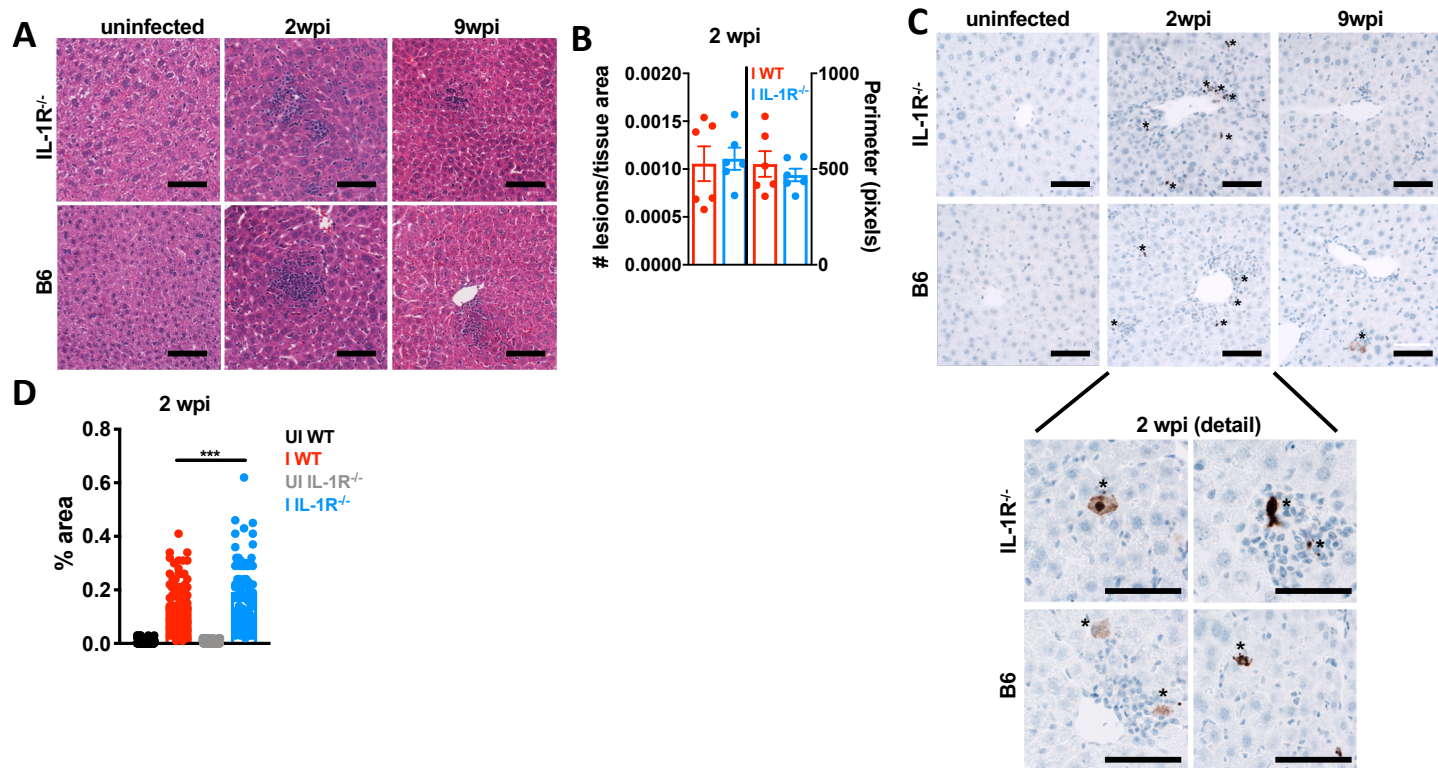 A
uninfected 2wpi 9wpi
IL-1R-/-
B6
B
2 wpi
# lesions/tissue area
0.0020
0.0015
0.0010
0.0005
0.0000
I WT
I IL-1R-/-
1000
500
0
Perimeter (pixels)
C
uninfected 2wpi 9wpi
IL-1R-/-
* * * * * * *
B6
* * * * * *
2 wpi (detail)
IL-1R-/-
* * *
B6
* * *
D
2 wpi
% area
0.8
0.6
0.4
0.2
0.0
***
UI WT
I WT
UI IL-1R-/-
I IL-1R-/-